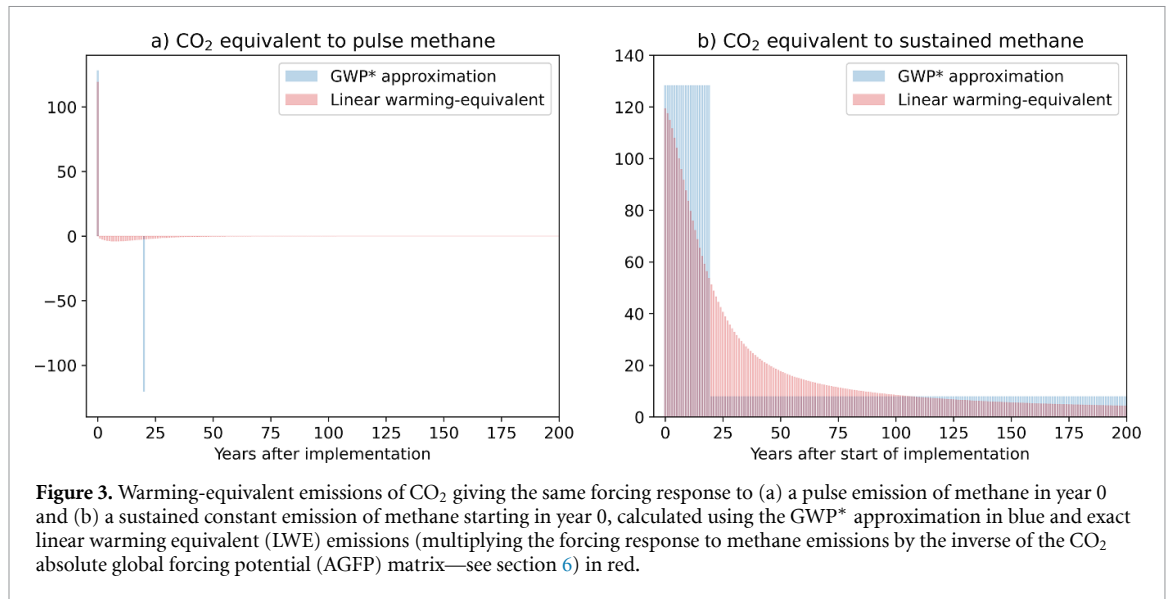 a) CO₂ equivalent to pulse methane
GWP* approximation
Linear warming-equivalent
100
50
0
−50
−100
0 25 50 75 100 125 150 175 200
Years after implementation
b) CO₂ equivalent to sustained methane
GWP* approximation
Linear warming-equivalent
140
120
100
80
60
40
20
0
0 25 50 75 100 125 150 175 200
Years after start of implementation
Figure 3. Warming-equivalent emissions of CO₂ giving the same forcing response to (a) a pulse emission of methane in year 0
and (b) a sustained constant emission of methane starting in year 0, calculated using the GWP* approximation in blue and exact
linear warming equivalent (LWE) emissions (multiplying the forcing response to methane emissions by the inverse of the CO₂
absolute global forcing potential (AGFP) matrix—see section 6) in red.